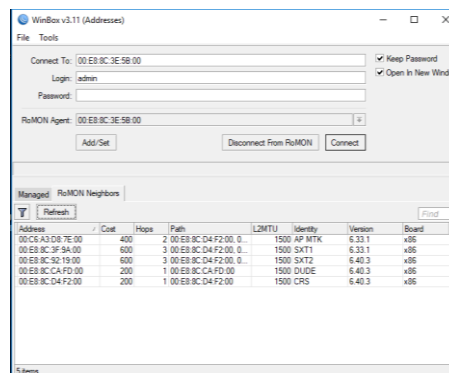 WinBox v3.11 (Addresses)
File Tools
Connect To: 00:E8:8C:3E:5B:00
Keep Password
Login: admin
Open In New Wind
Password:
RoMON Agent: 00:E8:8C:3E:5B:00
Add/Set Disconnect From RoMON Connect
Managed RoMON Neighbors
Refresh Find
Address Cost Hops Path L2MTU Identity Version Board
00:C6:A3:D8:7E:00 400 2 00:E8:8C:D4:F2:00, 0... 1500 AP MTK 6.33.1 x86
00:E8:8C:3F:9A:00 600 3 00:E8:8C:D4:F2:00, 0... 1500 SXT1 6.33.1 x86
00:E8:8C:92:19:00 600 3 00:E8:8C:D4:F2:00, 0... 1500 SXT2 6.40.3 x86
00:E8:8C:CA:FD:00 200 1 00:E8:8C:CA:FD:00 1500 DUDE 6.40.3 x86
00:E8:8C:D4:F2:00 200 1 00:E8:8C:D4:F2:00 1500 CRS 6.40.3 x86
5 items